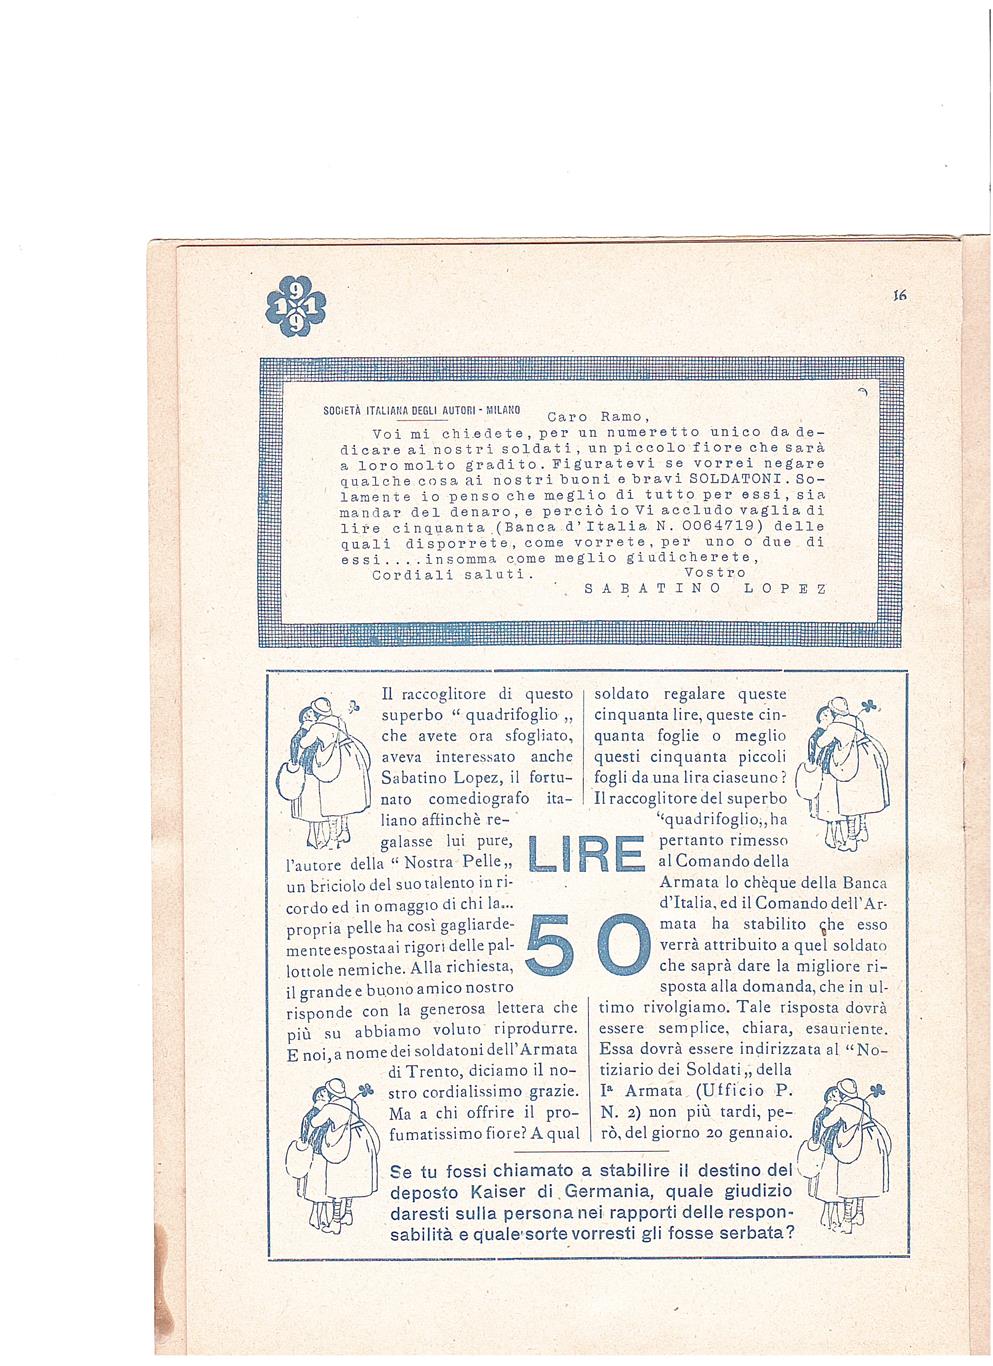 1919
16
SOCIETÀ ITALIANA DEGLI AUTORI - MILANO
Caro Ramo,
Voi mi chiedete, per un numeretto unico da de-
dicare ai nostri soldati, un piccolo fiore che sarà
a loro molto gradito. Figuratevi se vorrei negare
qualche cosa ai nostri buoni e bravi SOLDATONI. So-
lamente io penso che meglio di tutto per essi, sia
mandar del denaro, e perciò io Vi accludo vaglia di
lire cinquanta (Banca d'Italia N. 0064719) delle
quali disporrete, come vorrete, per uno o due di
essi....insomma come meglio giudicherete,
Cordiali saluti. Vostro
SABATINO LOPEZ
Il raccoglitore di questo
superbo “ quadrifoglio „
che avete ora sfogliato,
aveva interessato anche
Sabatino Lopez, il fortu-
nato comediografo ita-
liano affinchè re-
galasse lui pure,
l'autore della “ Nostra Pelle„
un briciolo del suo talento in ri-
cordo ed in omaggio di chi la...
propria pelle ha così gagliarde-
mente esposta ai rigori delle pal-
lottole nemiche. Alla richiesta,
il grande e buono amico nostro
risponde con la generosa lettera che
più su abbiamo voluto riprodurre.
E noi, a nome dei soldatoni dell'Armata
di Trento, diciamo il no-
stro cordialissimo grazie.
Ma a chi offrire il pro-
fumatissimo fiore? A qual
LIRE
50
soldato regalare queste
cinquanta lire, queste cin-
quanta foglie o meglio
questi cinquanta piccoli
fogli da una lira ciaseuno?
Il raccoglitore del superbo
“quadrifoglio„, ha
pertanto rimesso
al Comando della
Armata lo chèque della Banca
d'Italia, ed il Comando dell'Ar-
mata ha stabilito che esso
verrà attribuito a quel soldato
che saprà dare la migliore ri-
sposta alla domanda, che in ul-
timo rivolgiamo. Tale risposta dovrà
essere semplice, chiara, esauriente.
Essa dovrà essere indirizzata al “No-
tiziario dei Soldati„ della
Iª Armata (Ufficio P.
N. 2) non più tardi, pe-
rò, del giorno 20 gennaio.
Se tu fossi chiamato a stabilire il destino del
deposto Kaiser di Germania, quale giudizio
daresti sulla persona nei rapporti delle respon-
sabilità e quale sorte vorresti gli fosse serbata?